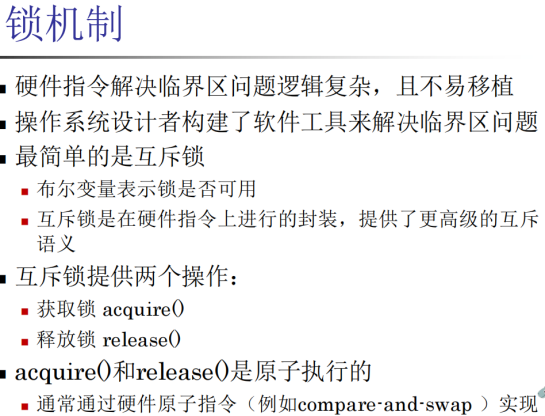 锁机制
硬件指令解决临界区问题逻辑复杂，且不易移植
操作系统设计者构建了软件工具来解决临界区问题
最简单的是互斥锁
布尔变量表示锁是否可用
互斥锁是在硬件指令上进行的封装，提供了更高级的互斥
语义
互斥锁提供两个操作：
获取锁 acquire()
释放锁 release()
acquire()和release()是原子执行的
通常通过硬件原子指令（例如compare-and-swap ）实现